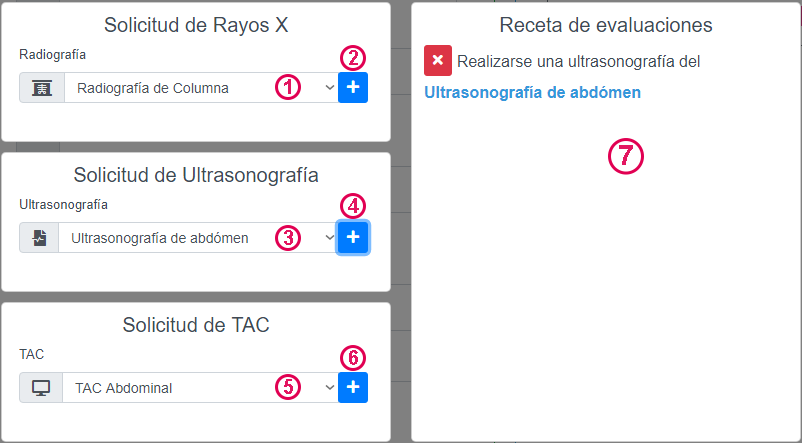 Solicitud de Rayos X
Radiografía
2
Radiografía de Columna
1
Solicitud de Ultrasonografía
Ultrasonografía
4
Ultrasonografía de abdómen
3
Solicitud de TAC
TAC
6
TAC Abdominal
5
Receta de evaluaciones
Realizarse una ultrasonografía del
Ultrasonografía de abdómen
7